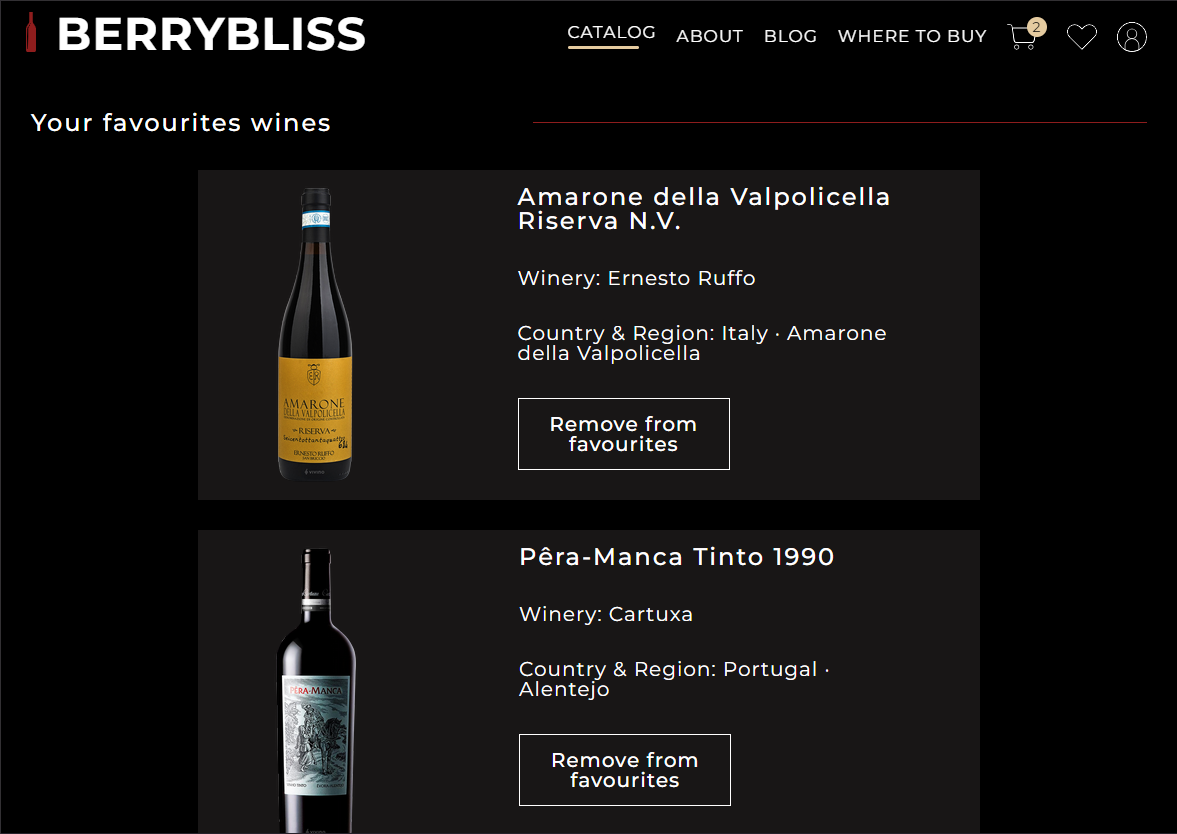 BERRYBLISS
CATALOG
ABOUT
BLOG
WHERE TO BUY
2
Your favourites wines
Amarone della Valpolicella
Riserva N.V.
Winery: Ernesto Ruffo
Country & Region: Italy · Amarone
della Valpolicella
Remove from
favourites
AMARONE
DELLA VALPOLICELLA
RISERVA
ERNESTO RUFFO
Pêra-Manca Tinto 1990
Winery: Cartuxa
Country & Region: Portugal ·
Alentejo
Remove from
favourites
PÊRA-MANCA